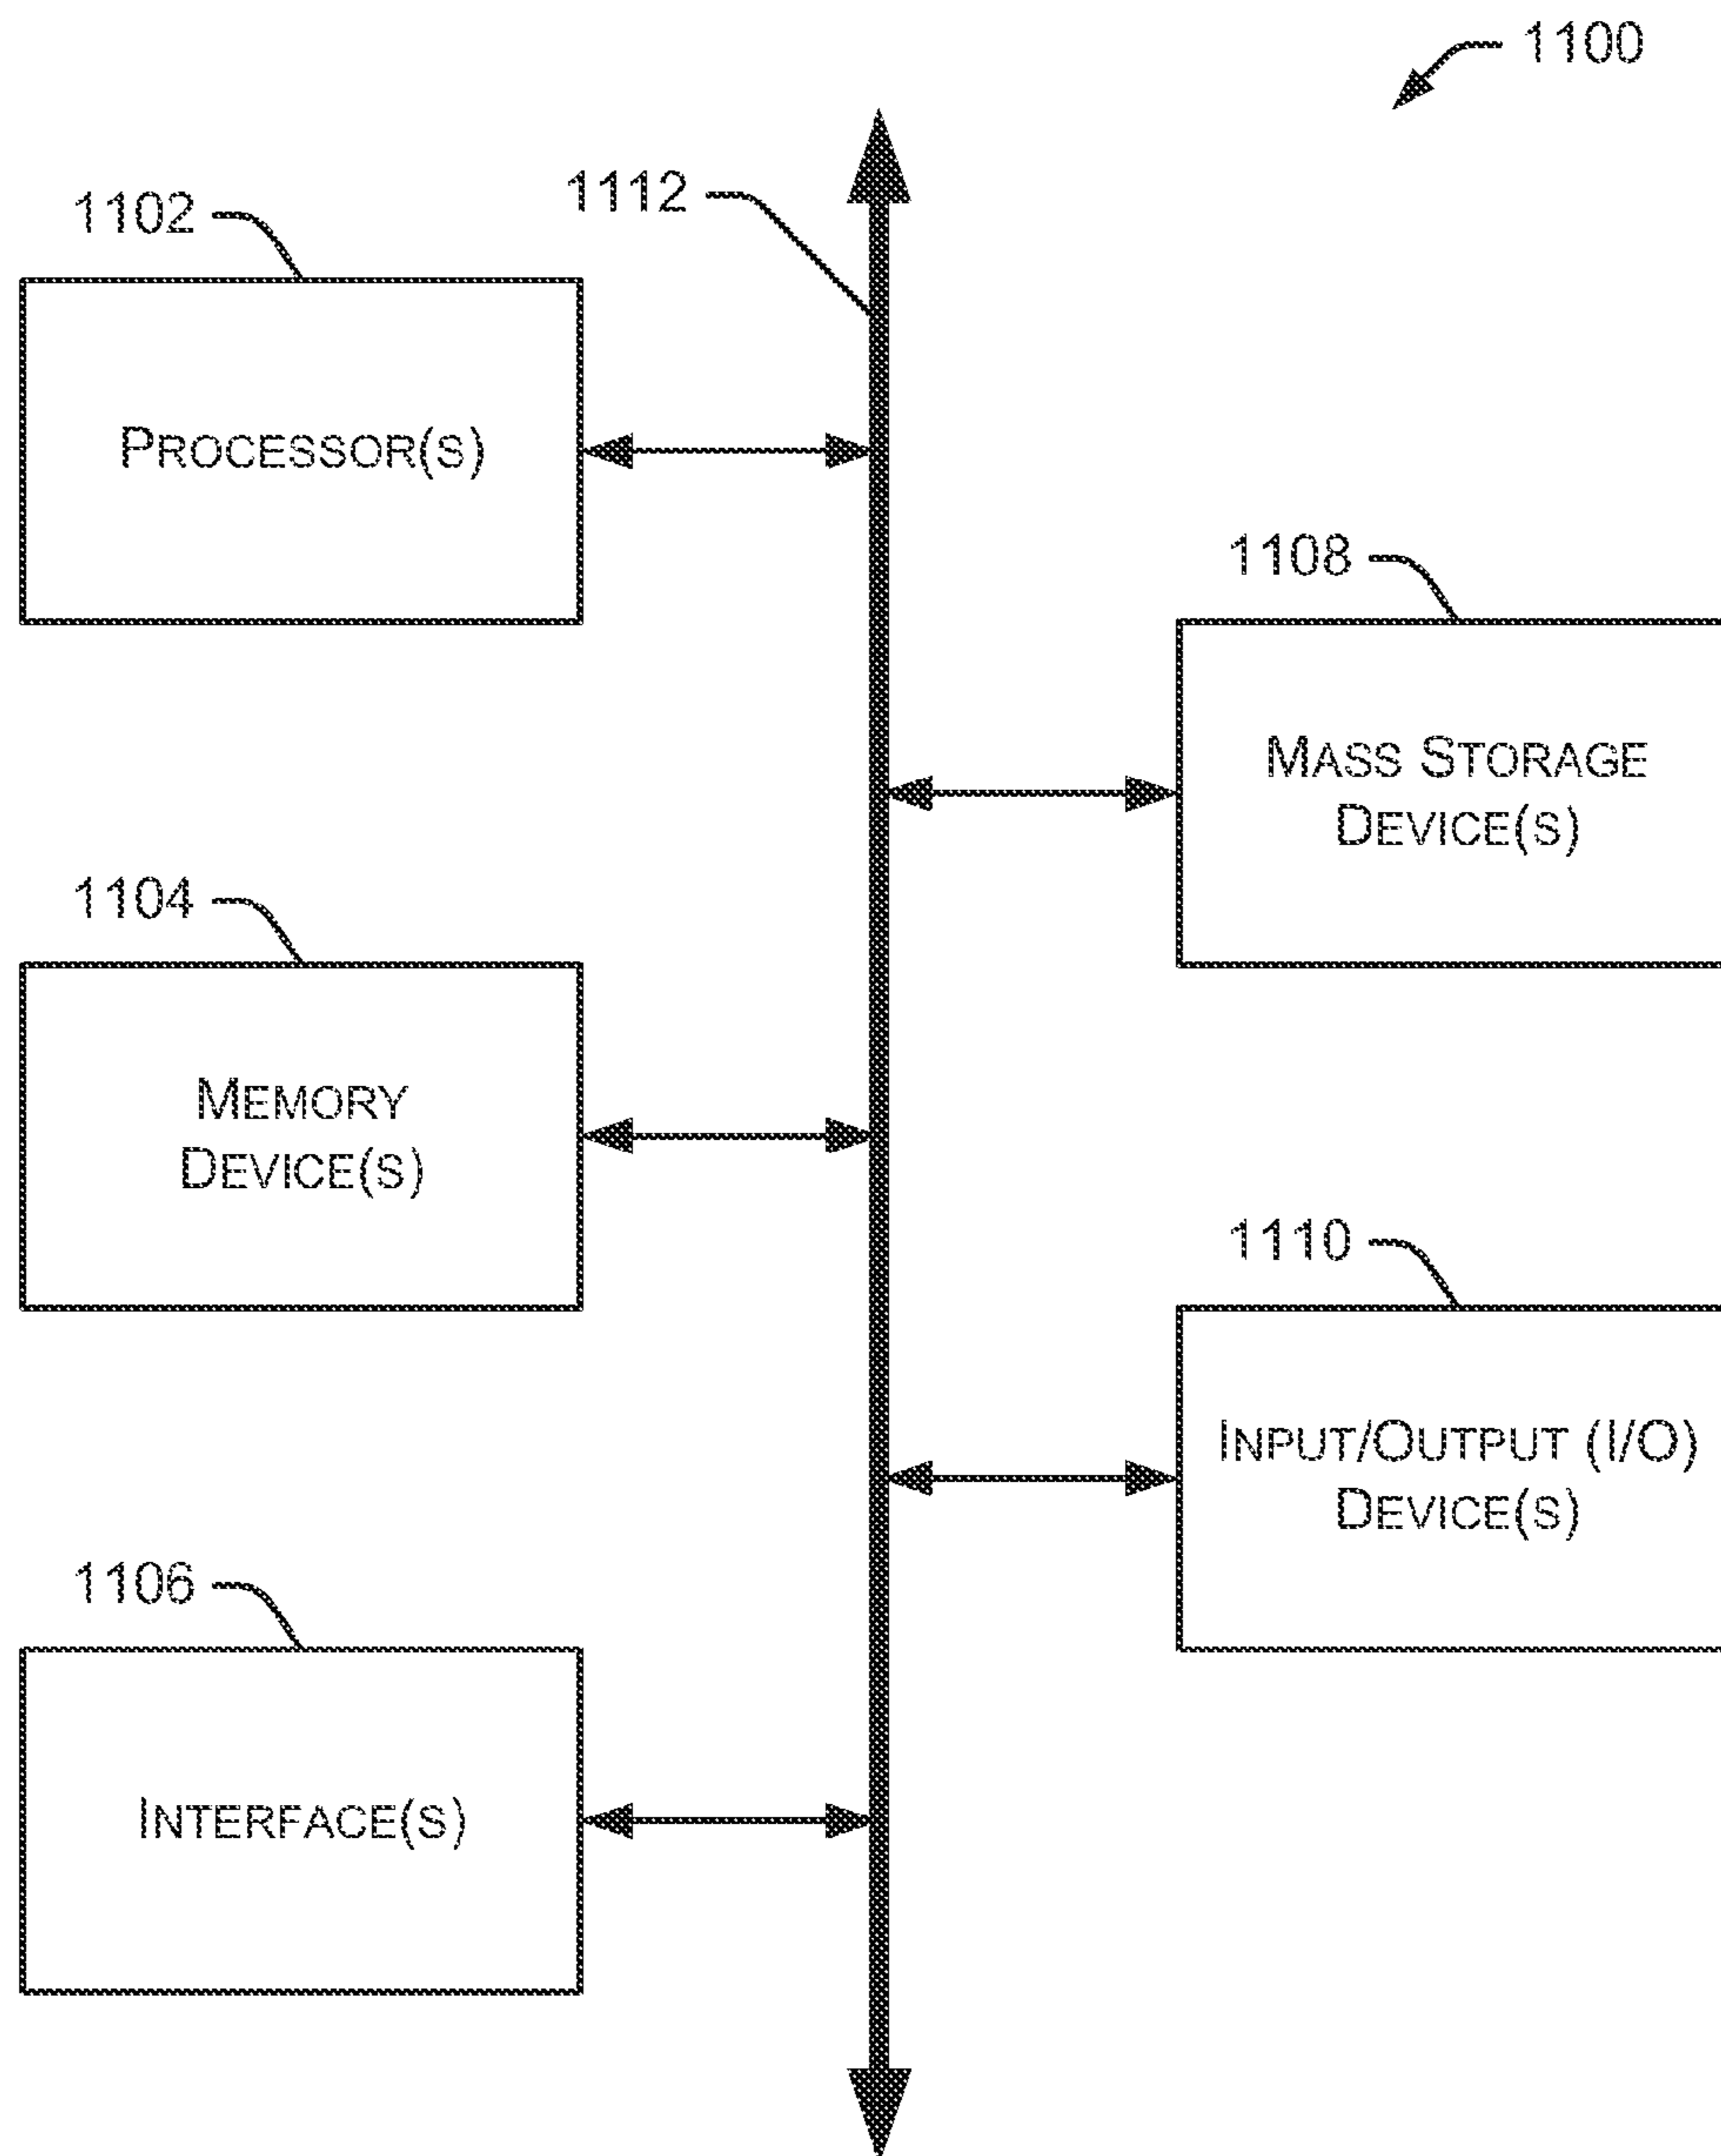 1100
1112
1102
PROCESSOR(S)
1108
MASS STORAGE
DEVICE(S)
1104
MEMORY
DEVICE(S)
1110
INPUT/OUTPUT (I/O)
DEVICE(S)
1106
INTERFACE(S)